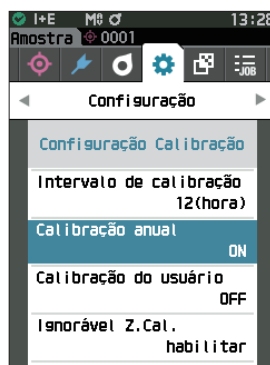 I+E M0 13:28
Amostra 0001
-JOB
Configuração
Configuração Calibração
Intervalo de calibração
12(hora)
Calibração anual
ON
Calibração do usuário
OFF
Ignorável Z.Cal.
habilitar